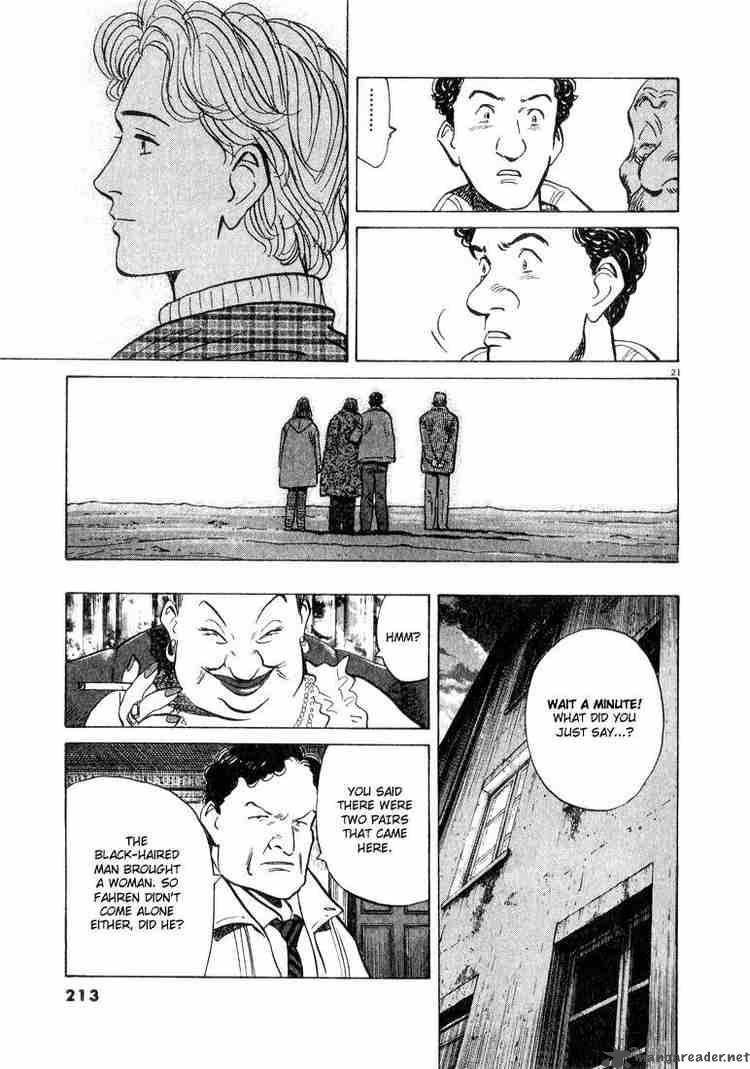 ........
21
WAIT A MINUTE!
WHAT DID YOU
JUST SAY...?
HMM?
YOU SAID
THERE WERE
TWO PAIRS
THAT CAME
HERE.
THE
BLACK-HAIRED
MAN BROUGHT
A WOMAN. SO
FAHREN DIDN'T
COME ALONE
EITHER, DID HE?
213
mangareader.net